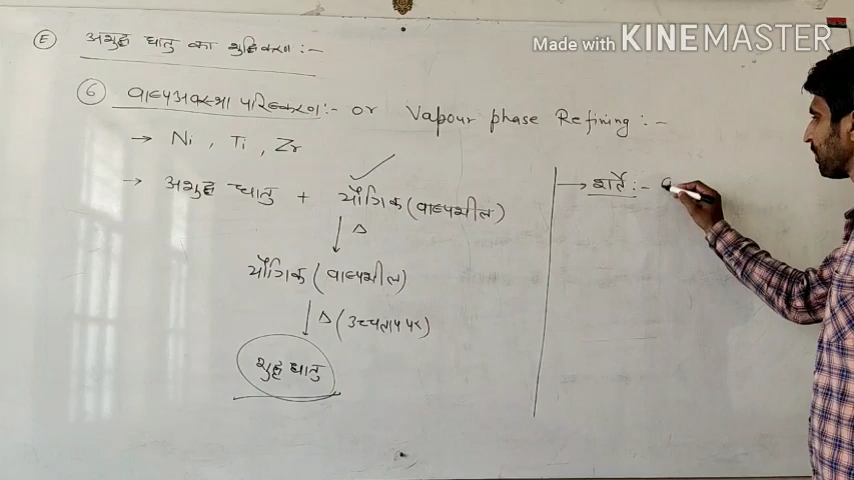 Made with KINEMASTER
(E) अशुद्ध धातु का शुद्धिकरण :-
(6) वाष्प अवस्था परिष्करण :- or Vapour phase Refining :-
→ Ni , Ti , Zr
→ अशुद्ध धातु + यौगिक (वाष्पशील)
↓ Δ
यौगिक (वाष्पशील)
↓ Δ (उच्चताप पर)
शुद्ध धातु
→ शर्ते :-